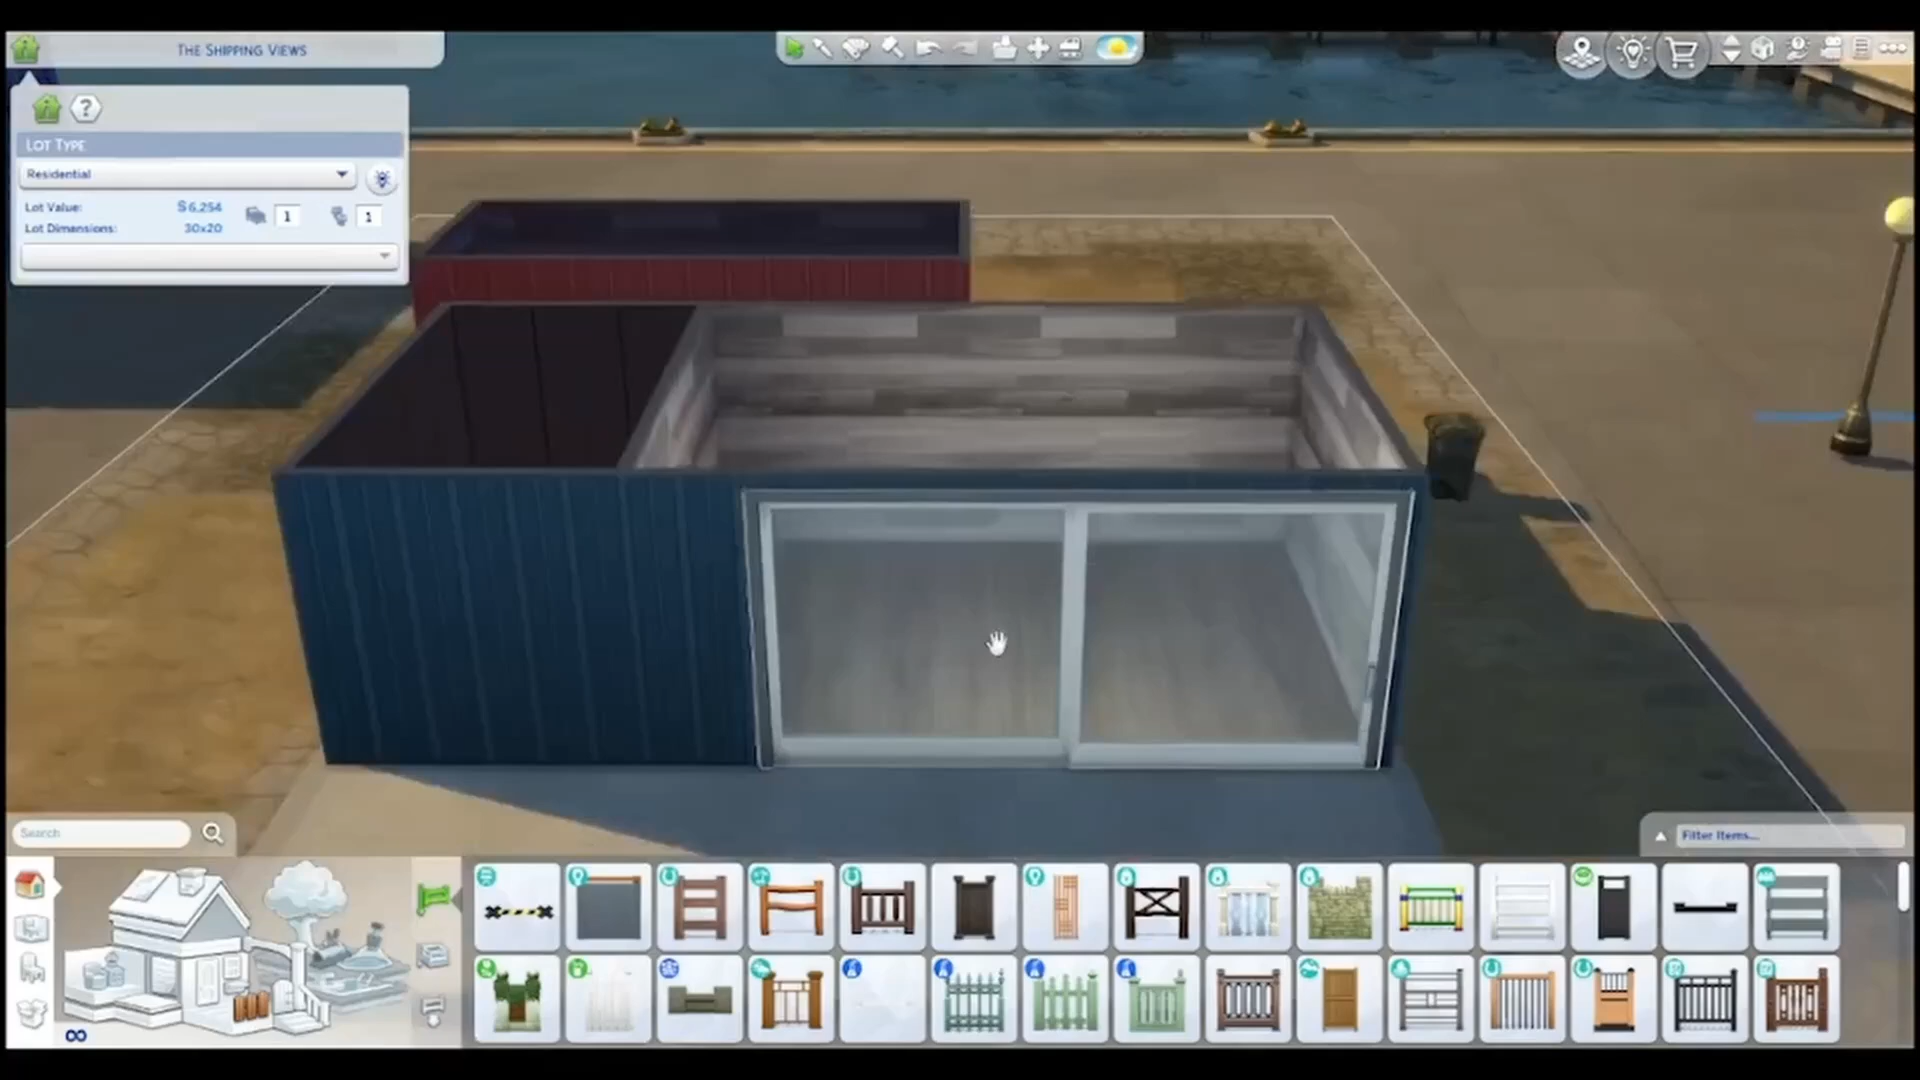 THE SHIPPING VIEWS
?
LOT TYPE
Residential
Lot Value: §6,254 1 1
Lot Dimensions: 30x20
Search
Filter Items...